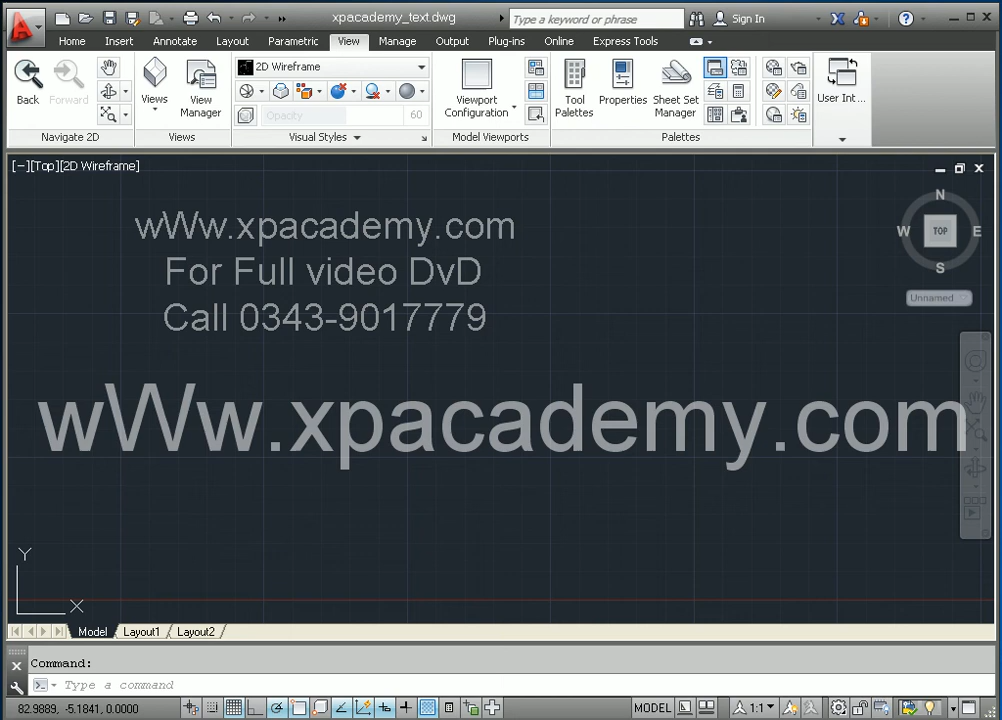 xpacademy_text.dwg
Type a keyword or phrase
Sign In
Home Insert Annotate Layout Parametric View Manage Output Plug-ins Online Express Tools
2D Wireframe
Back Forward
Views
View Manager
Opacity 60
Viewport Configuration
Tool Palettes
Properties
Sheet Set Manager
User Int...
Navigate 2D Views Visual Styles Model Viewports Palettes
[−][Top][2D Wireframe]
wWw.xpacademy.com
For Full video DvD
Call 0343-9017779
N
W TOP E
S
Unnamed
wWw.xpacademy.com
Y
X
Model Layout1 Layout2
Command:
Type a command
82.9889, -5.1841, 0.0000 MODEL 1:1